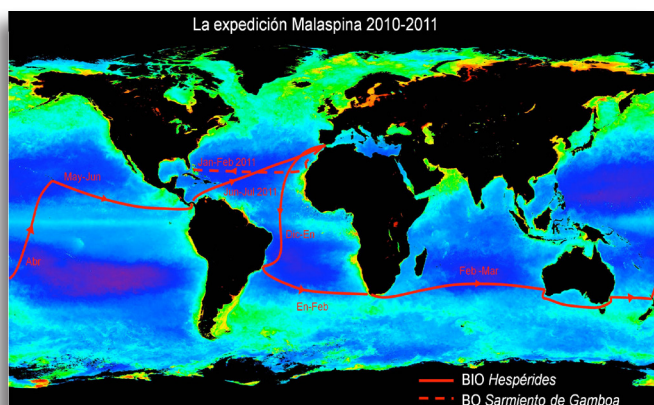 La expedición Malaspina 2010-2011
Jan-Feb 2011
May-Jun
Jun-Jul 2011
Dic-En
Abr
Feb-Mar
En-Feb
BIO Hespérides
BO Sarmiento de Gamboa